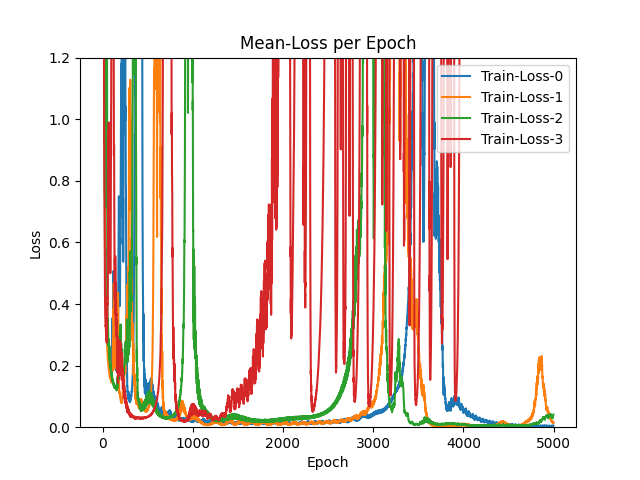 Mean-Loss per Epoch
Loss
1.2
1.0
0.8
0.6
0.4
0.2
0.0
Train-Loss-0
Train-Loss-1
Train-Loss-2
Train-Loss-3
0 1000 2000 3000 4000 5000
Epoch